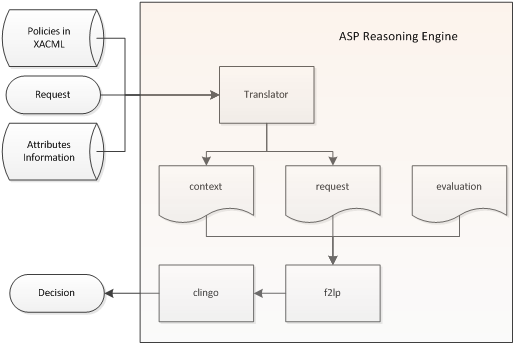 Policies in
XACML
ASP Reasoning Engine
Request
Translator
Attributes
Information
context
request
evaluation
Decision
clingo
f2lp